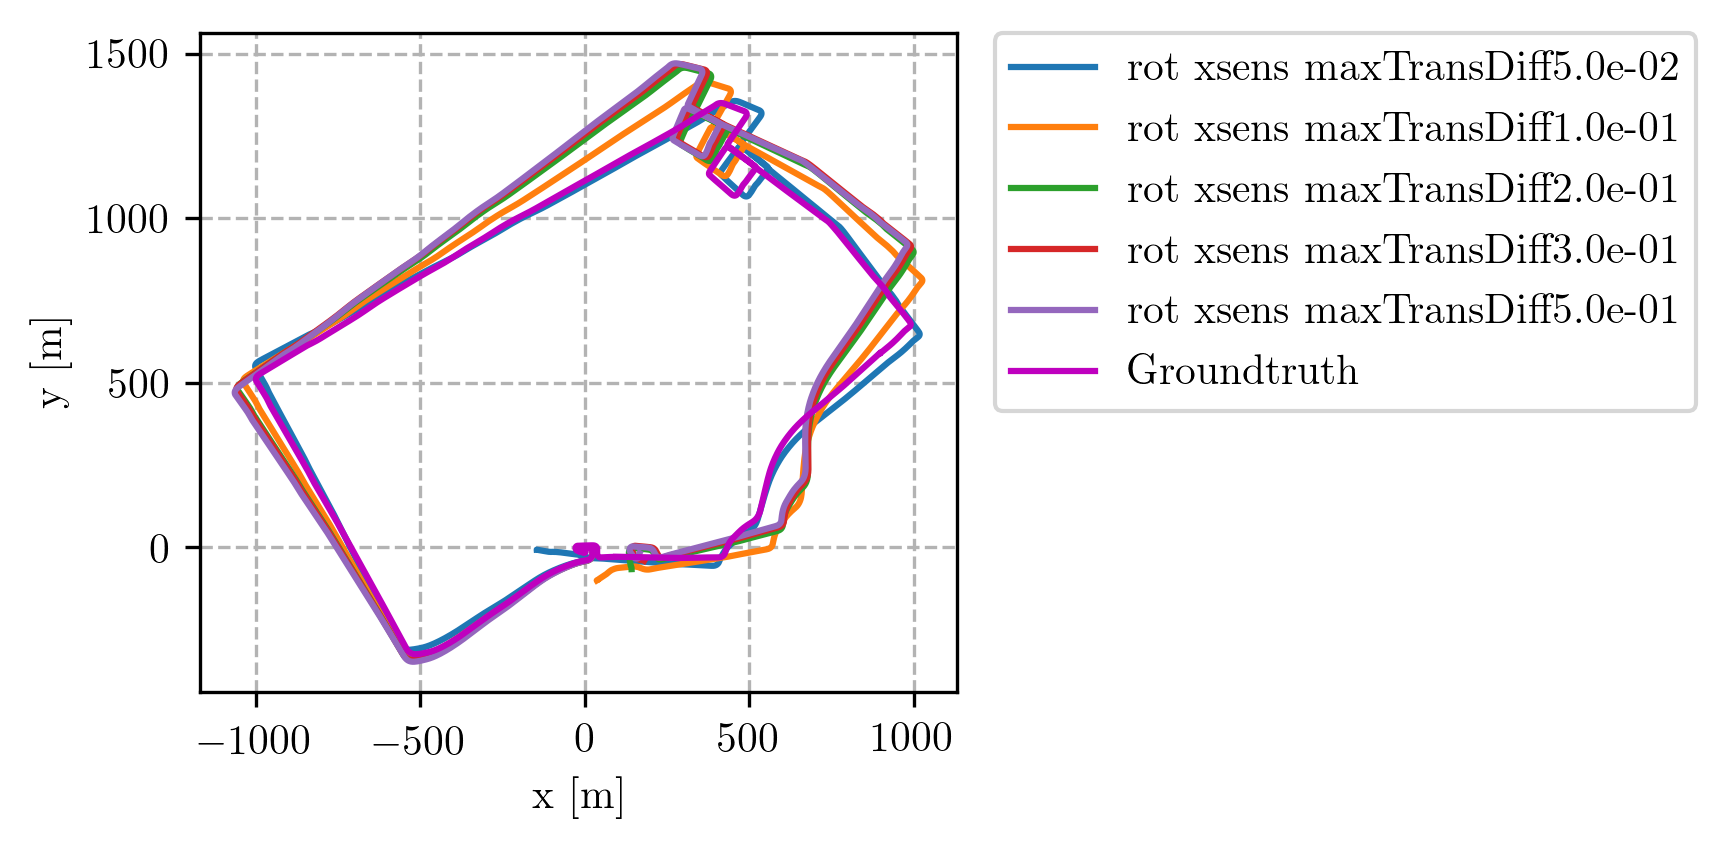 1500
1000
500
0
y [m]
−1000
−500
0
500
1000
x [m]
rot xsens maxTransDiff5.0e-02
rot xsens maxTransDiff1.0e-01
rot xsens maxTransDiff2.0e-01
rot xsens maxTransDiff3.0e-01
rot xsens maxTransDiff5.0e-01
Groundtruth